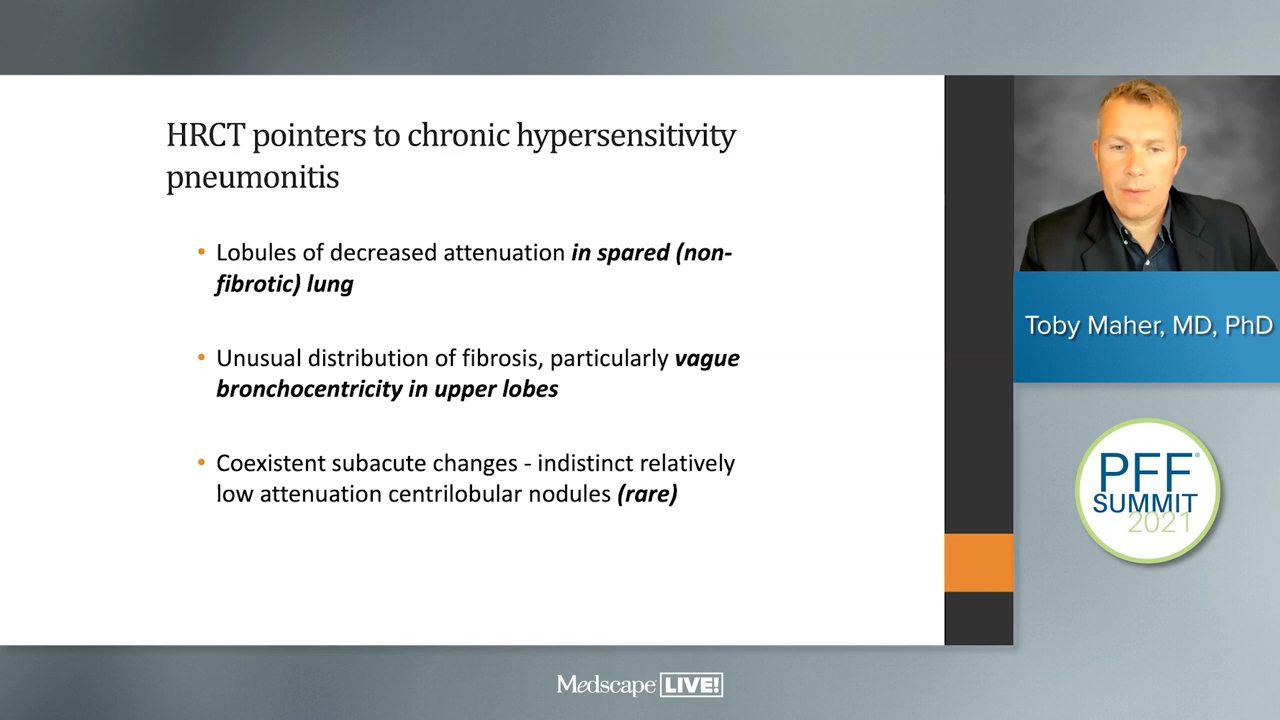 HRCT pointers to chronic hypersensitivity
pneumonitis
• Lobules of decreased attenuation in spared (non-
fibrotic) lung
• Unusual distribution of fibrosis, particularly vague
bronchocentricity in upper lobes
• Coexistent subacute changes - indistinct relatively
low attenuation centrilobular nodules (rare)
Toby Maher, MD, PhD
PFF®
SUMMIT
2021
Medscape LIVE!